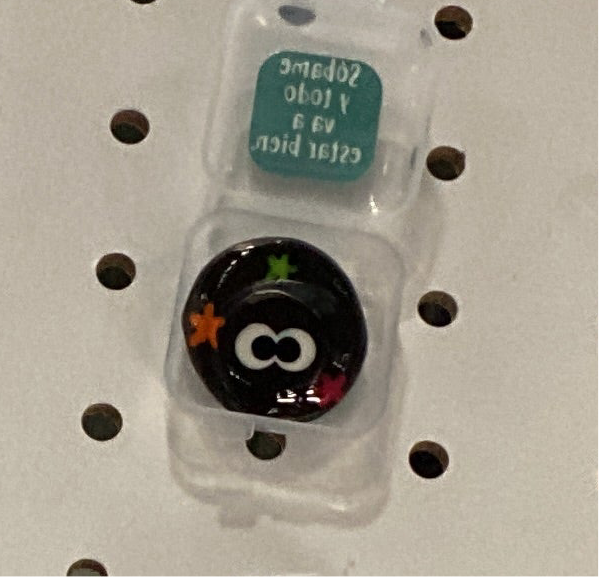 Sóbame
y todo
va a
estar bien.